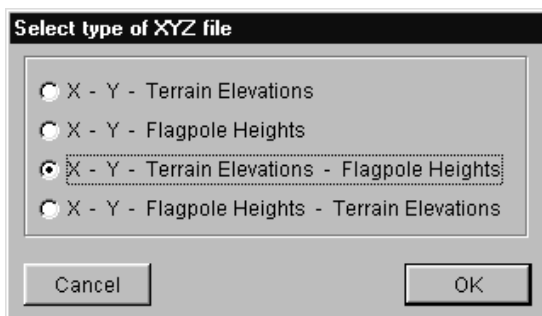 Select type of XYZ file
X - Y - Terrain Elevations
X - Y - Flagpole Heights
X - Y - Terrain Elevations - Flagpole Heights
X - Y - Flagpole Heights - Terrain Elevations
Cancel OK